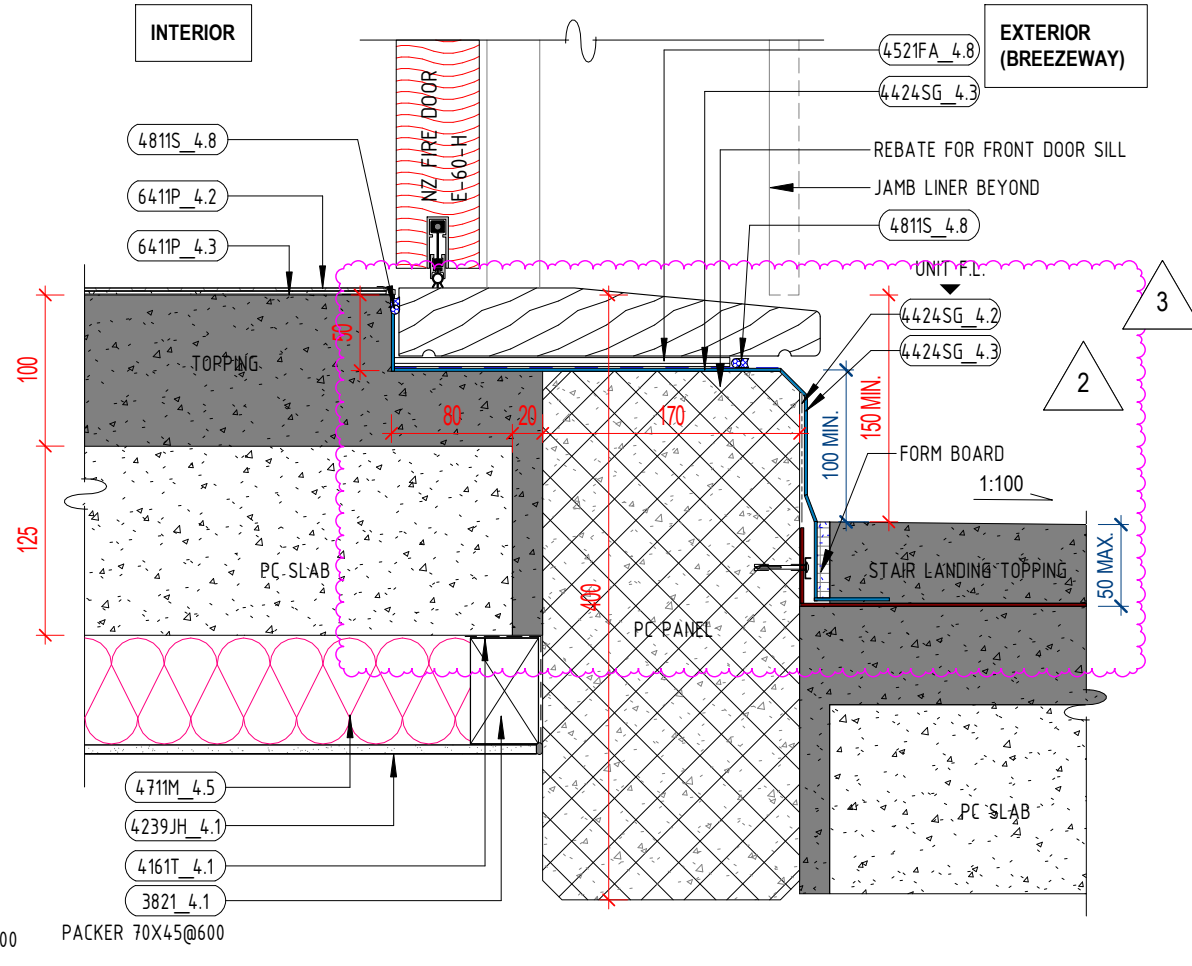 INTERIOR
EXTERIOR
(BREEZEWAY)
NZ FIRE DOOR
E-60-H
4521FA_4.8
4424SG_4.3
REBATE FOR FRONT DOOR SILL
JAMB LINER BEYOND
4811S_4.8
4811S_4.8
6411P_4.2
6411P_4.3
UNIT F.L.
4424SG_4.2
4424SG_4.3
3
2
50
TOPPING
100
80
20
170
100 MIN.
150 MIN.
FORM BOARD
1:100
125
PC SLAB
400
PC PANEL
STAIR LANDING TOPPING
50 MAX.
PC SLAB
4711M_4.5
4239JH_4.1
4161T_4.1
3821_4.1
00
PACKER 70X45@600